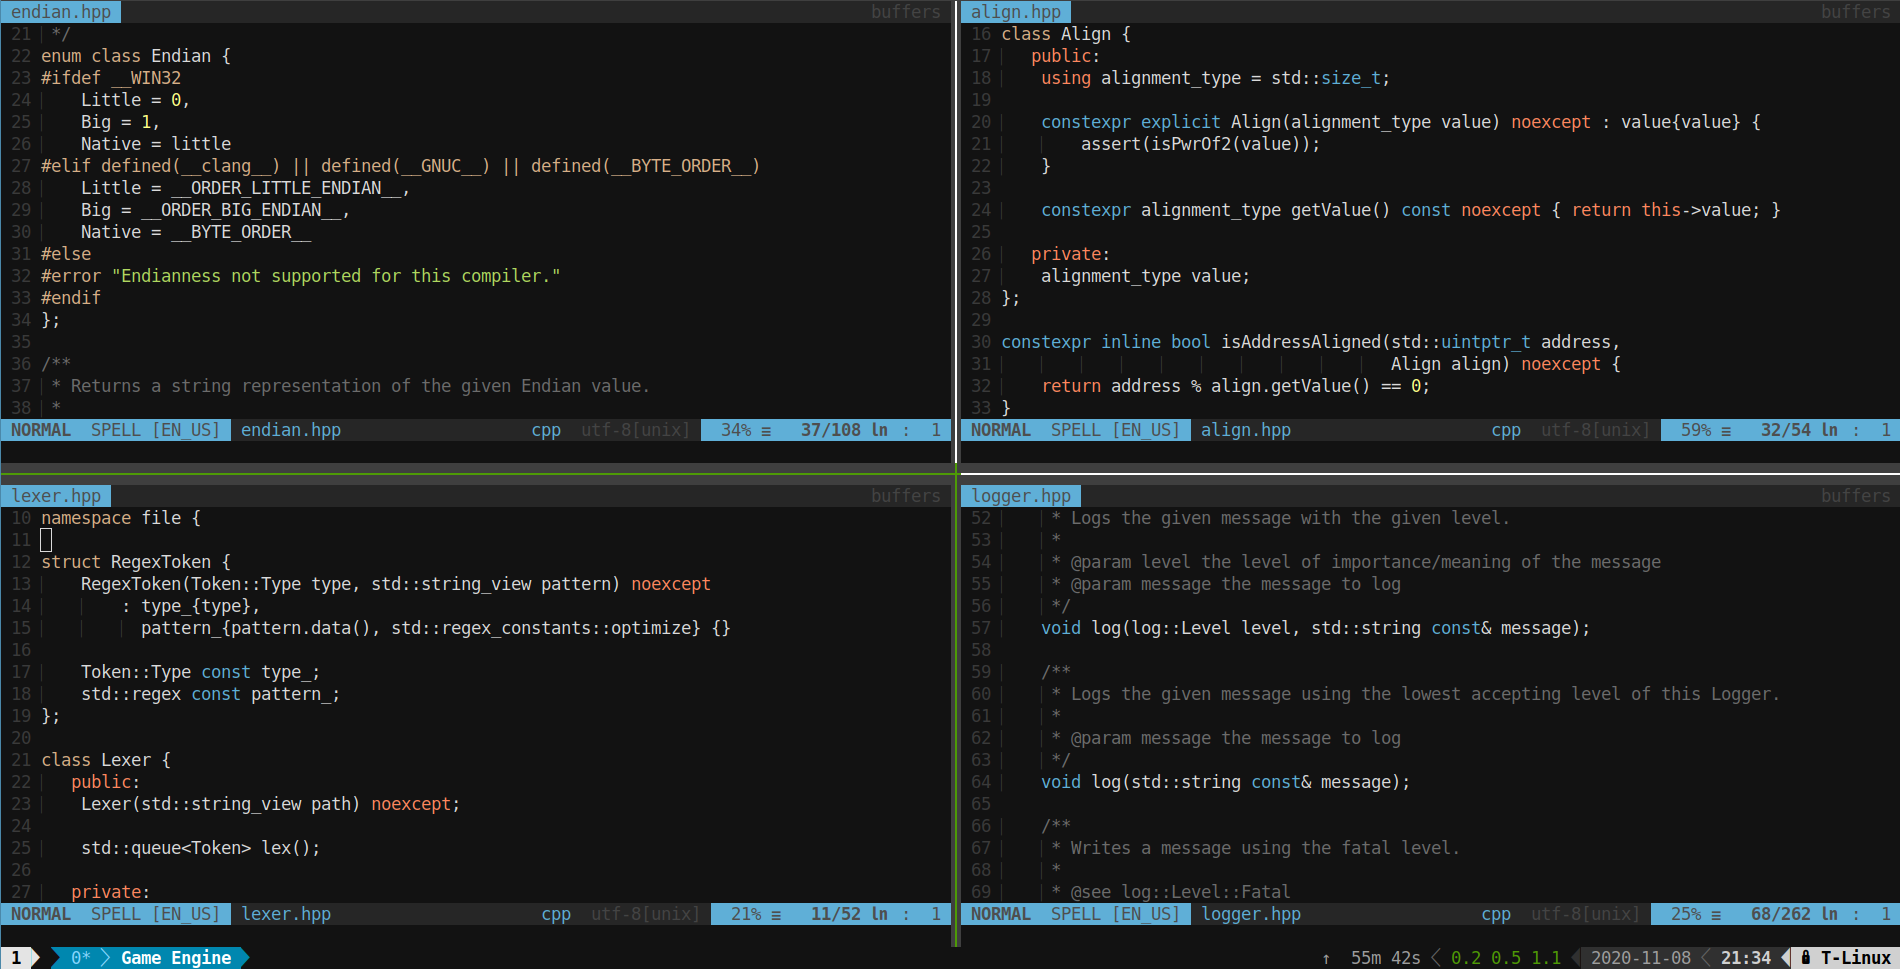 endian.hpp buffers
21 */
22 enum class Endian {
23 #ifdef __WIN32
24     Little = 0,
25     Big = 1,
26     Native = little
27 #elif defined(__clang__) || defined(__GNUC__) || defined(__BYTE_ORDER__)
28     Little = __ORDER_LITTLE_ENDIAN__,
29     Big = __ORDER_BIG_ENDIAN__,
30     Native = __BYTE_ORDER__
31 #else
32 #error "Endianness not supported for this compiler."
33 #endif
34 };
35
36 /**
37  * Returns a string representation of the given Endian value.
38  *
NORMAL SPELL [EN_US] endian.hpp cpp utf-8[unix] 34% ≡ 37/108 ln : 1
align.hpp buffers
16 class Align {
17    public:
18     using alignment_type = std::size_t;
19
20     constexpr explicit Align(alignment_type value) noexcept : value{value} {
21         assert(isPwrOf2(value));
22     }
23
24     constexpr alignment_type getValue() const noexcept { return this->value; }
25
26    private:
27     alignment_type value;
28 };
29
30 constexpr inline bool isAddressAligned(std::uintptr_t address,
31                                        Align align) noexcept {
32     return address % align.getValue() == 0;
33 }
NORMAL SPELL [EN_US] align.hpp cpp utf-8[unix] 59% ≡ 32/54 ln : 1
lexer.hpp buffers
10 namespace file {
11
12 struct RegexToken {
13     RegexToken(Token::Type type, std::string_view pattern) noexcept
14         : type_{type},
15           pattern_{pattern.data(), std::regex_constants::optimize} {}
16
17     Token::Type const type_;
18     std::regex const pattern_;
19 };
20
21 class Lexer {
22    public:
23     Lexer(std::string_view path) noexcept;
24
25     std::queue<Token> lex();
26
27    private:
NORMAL SPELL [EN_US] lexer.hpp cpp utf-8[unix] 21% ≡ 11/52 ln : 1
logger.hpp buffers
52      * Logs the given message with the given level.
53      *
54      * @param level the level of importance/meaning of the message
55      * @param message the message to log
56      */
57     void log(log::Level level, std::string const& message);
58
59     /**
60      * Logs the given message using the lowest accepting level of this Logger.
61      *
62      * @param message the message to log
63      */
64     void log(std::string const& message);
65
66     /**
67      * Writes a message using the fatal level.
68      *
69      * @see log::Level::Fatal
NORMAL SPELL [EN_US] logger.hpp cpp utf-8[unix] 25% ≡ 68/262 ln : 1
1 0* Game Engine ↑ 55m 42s 0.2 0.5 1.1 2020-11-08 21:34 T-Linux